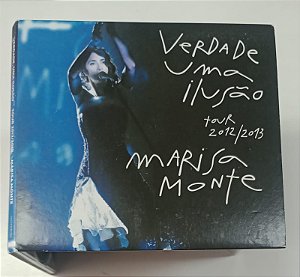 VERDADE
UMA
ILUSÃO
TOUR
2012/2013
MARISA
MONTE